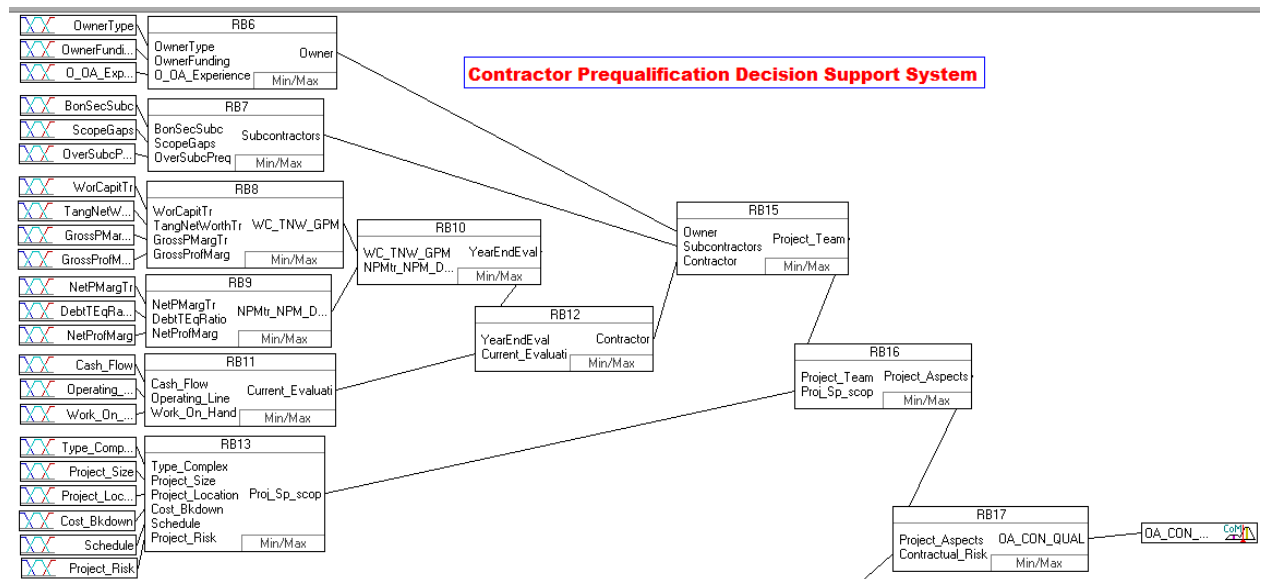 OwnerType
OwnerFundi...
O_OA_Exp...
RB6
OwnerType
OwnerFunding
O_OA_Experience
Owner
Min/Max
Contractor Prequalification Decision Support System
BonSecSubc
ScopeGaps
OverSubcP...
RB7
BonSecSubc
ScopeGaps
OverSubcPreq
Subcontractors
Min/Max
WorCapitTr
TangNetW...
GrossPMar...
GrossProfM...
RB8
WorCapitTr
TangNetWorthTr
GrossPMargTr
GrossProfMarg
WC_TNW_GPM
Min/Max
NetPMargTr
DebtTEqRa...
NetProfMarg
RB9
NetPMargTr
DebtTEqRatio
NetProfMarg
NPMtr_NPM_D...
Min/Max
RB10
WC_TNW_GPM
NPMtr_NPM_D...
YearEndEval
Min/Max
Cash_Flow
Operating_...
Work_On_...
RB11
Cash_Flow
Operating_Line
Work_On_Hand
Current_Evaluati
Min/Max
RB12
YearEndEval
Current_Evaluati
Contractor
Min/Max
Type_Comp...
Project_Size
Project_Loc...
Cost_Bkdown
Schedule
Project_Risk
RB13
Type_Complex
Project_Size
Project_Location
Cost_Bkdown
Schedule
Project_Risk
Proj_Sp_scop
Min/Max
RB15
Owner
Subcontractors
Contractor
Project_Team
Min/Max
RB16
Project_Team
Proj_Sp_scop
Project_Aspects
Min/Max
RB17
Project_Aspects
Contractual_Risk
OA_CON_QUAL
Min/Max
OA_CON_...
CoM